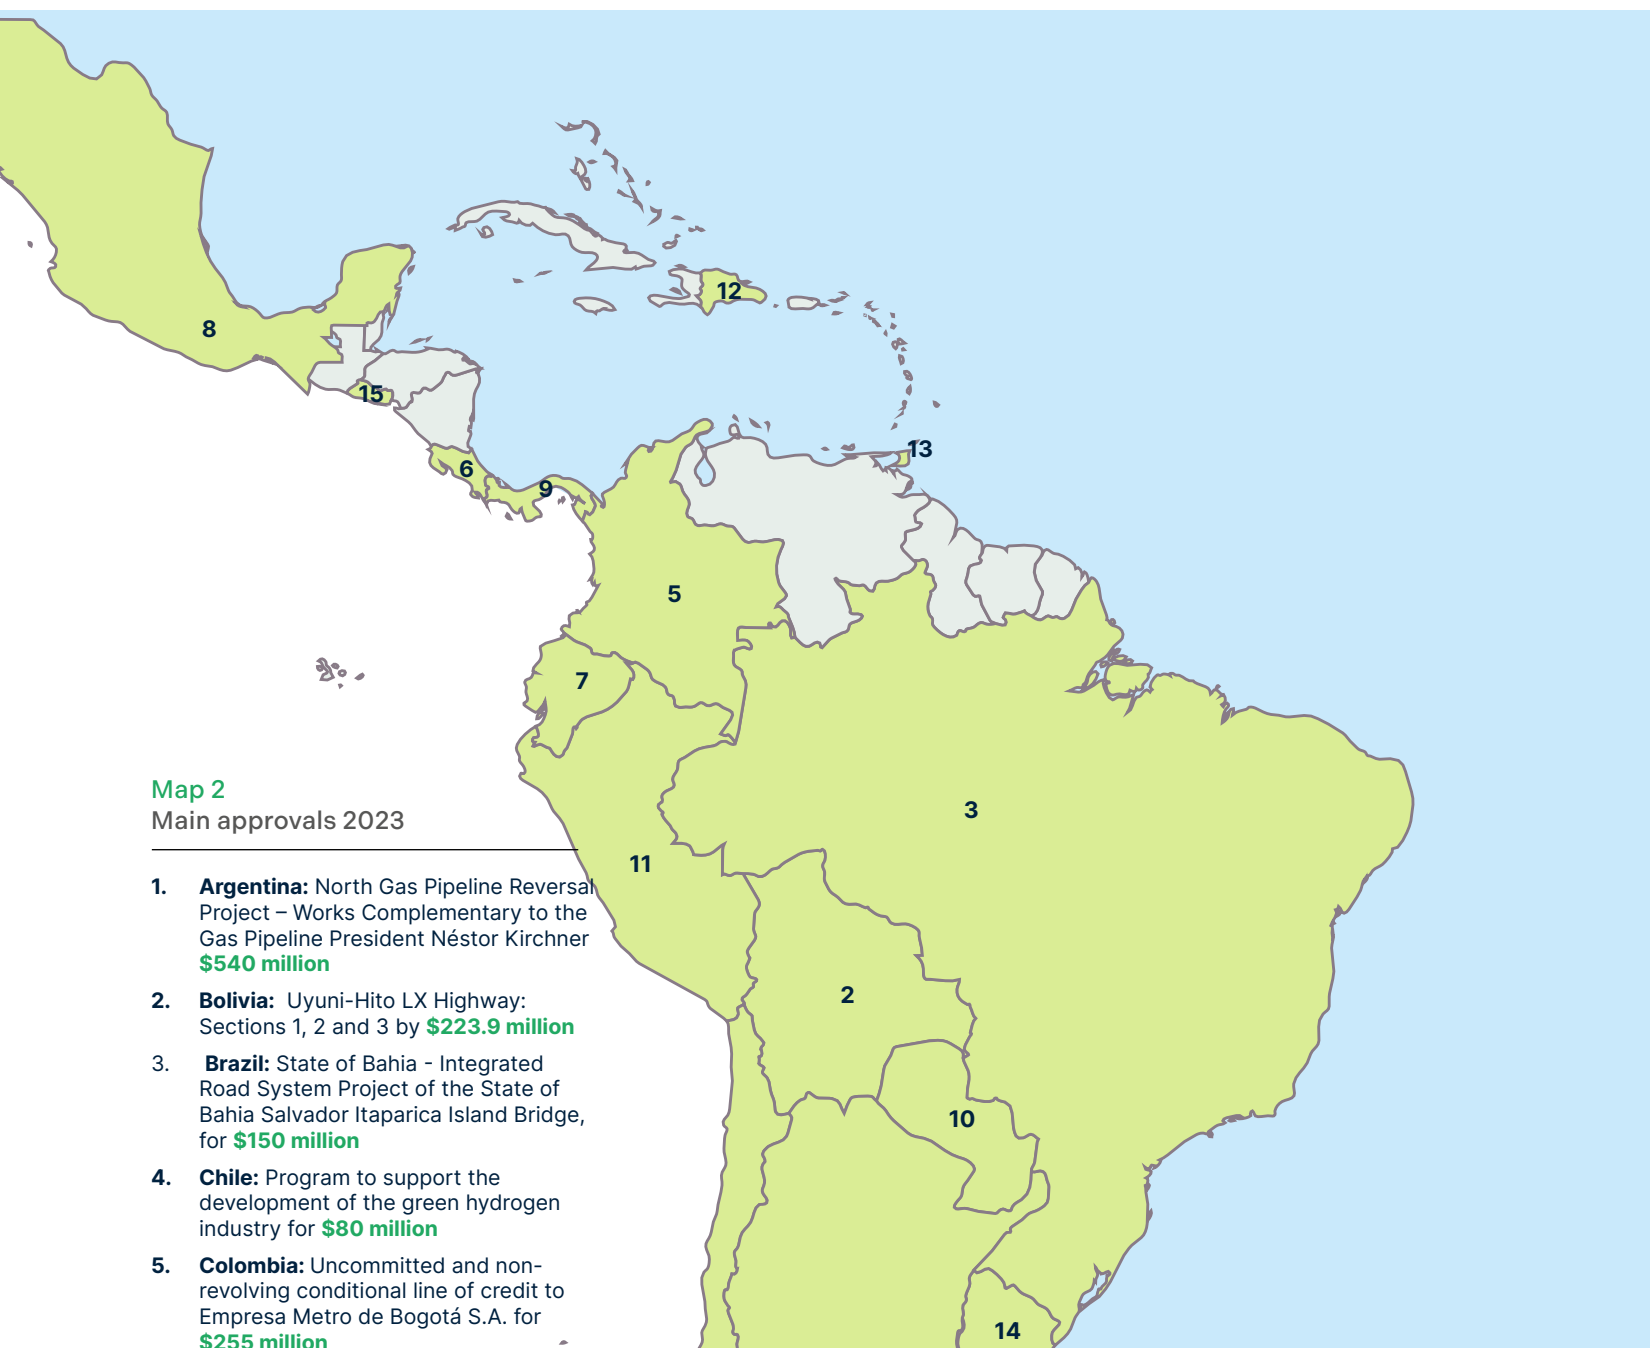 12
8
15
13
6
9
5
7
3
11
2
10
14
Map 2
Main approvals 2023
1. Argentina: North Gas Pipeline Reversal
Project – Works Complementary to the
Gas Pipeline President Néstor Kirchner
$540 million
2. Bolivia: Uyuni-Hito LX Highway:
Sections 1, 2 and 3 by $223.9 million
3. Brazil: State of Bahia - Integrated
Road System Project of the State of
Bahia Salvador Itaparica Island Bridge,
for $150 million
4. Chile: Program to support the
development of the green hydrogen
industry for $80 million
5. Colombia: Uncommitted and non-
revolving conditional line of credit to
Empresa Metro de Bogotá S.A. for
$255 million